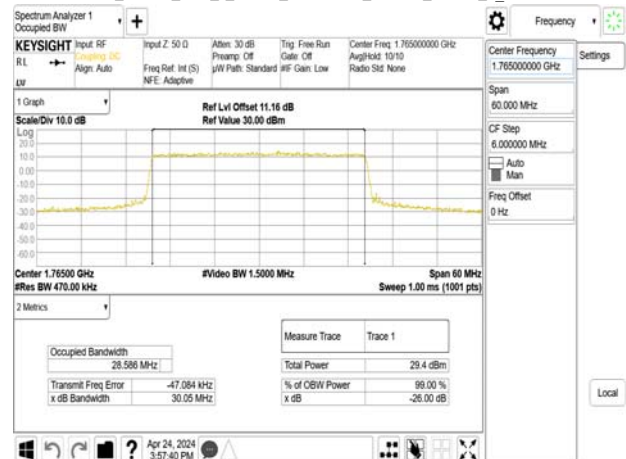 Spectrum Analyzer 1
Occupied BW
Frequency
KEYSIGHT
RL
Input: RF
Coupling: DC
Align: Auto
Input Z: 50 Ω
Freq Ref: Int (S)
NFE: Adaptive
Atten: 30 dB
Preamp: Off
µW Path: Standard
Trig: Free Run
Gate: Off
#IF Gain: Low
Center Freq: 1.765000000 GHz
Avg|Hold: 10/10
Radio Std: None
Center Frequency
1.765000000 GHz
Settings
Span
60.000 MHz
CF Step
6.000000 MHz
Auto
Man
Freq Offset
0 Hz
1 Graph
Scale/Div 10.0 dB
Ref Lvl Offset 11.16 dB
Ref Value 30.00 dBm
Log
20.0
10.0
0.00
-10.0
-20.0
-30.0
-40.0
-50.0
-60.0
Center 1.76500 GHz
#Res BW 470.00 kHz
#Video BW 1.5000 MHz
Span 60 MHz
Sweep 1.00 ms (1001 pts)
2 Metrics
Measure Trace Trace 1
Occupied Bandwidth
28.586 MHz
Total Power 29.4 dBm
Transmit Freq Error -47.084 kHz
% of OBW Power 99.00 %
x dB Bandwidth 30.05 MHz
x dB -26.00 dB
Local
?
Apr 24, 2024
3:57:40 PM